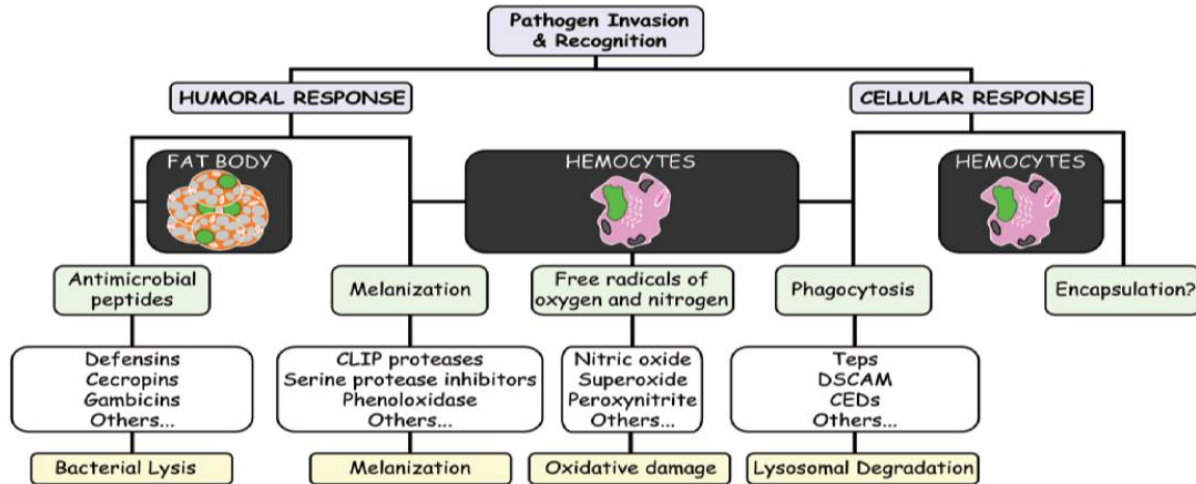 Pathogen Invasion
& Recognition
HUMORAL RESPONSE
CELLULAR RESPONSE
FAT BODY
HEMOCYTES
HEMOCYTES
Antimicrobial
peptides
Melanization
Free radicals of
oxygen and nitrogen
Phagocytosis
Encapsulation?
Defensins
Cecropins
Gambicins
Others...
CLIP proteases
Serine protease inhibitors
Phenoloxidase
Others...
Nitric oxide
Superoxide
Peroxynitrite
Others...
Teps
DSCAM
CEDs
Others...
Bacterial Lysis
Melanization
Oxidative damage
Lysosomal Degradation